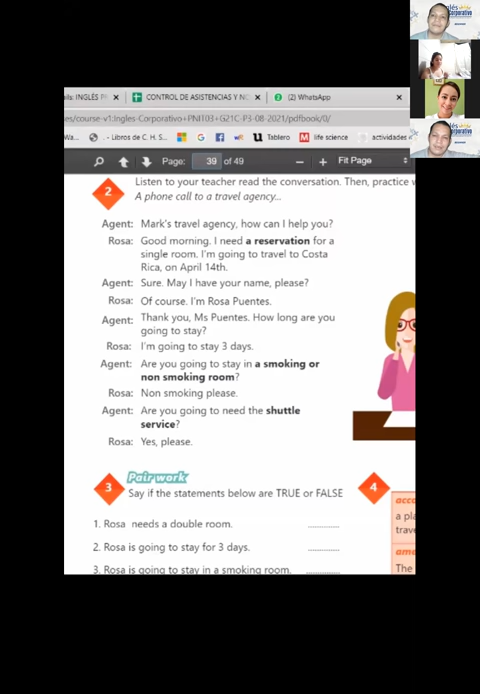 INGLÉS P
CONTROL DE ASISTENCIAS Y NO
(2) WhatsApp
es/course-v1:Ingles-Corporativo+PNI103+G21C-P3-08-2021/pdfbook/0/
Wa...
- Libros de C. H. S...
Tablero
life science
actividades
Page: 39 of 49
Fit Page
2
Listen to your teacher read the conversation. Then, practice w
A phone call to a travel agency...
Agent: Mark's travel agency, how can I help you?
Rosa: Good morning. I need a reservation for a
single room. I'm going to travel to Costa
Rica, on April 14th.
Agent: Sure. May I have your name, please?
Rosa: Of course. I'm Rosa Puentes.
Agent: Thank you, Ms Puentes. How long are you
going to stay?
Rosa: I'm going to stay 3 days.
Agent: Are you going to stay in a smoking or
non smoking room?
Rosa: Non smoking please.
Agent: Are you going to need the shuttle
service?
Rosa: Yes, please.
Pair work
3
Say if the statements below are TRUE or FALSE
4
1. Rosa needs a double room. ..............
2. Rosa is going to stay for 3 days. ..............
3. Rosa is going to stay in a smoking room. ..............
acco
a pla
trave
ame
The